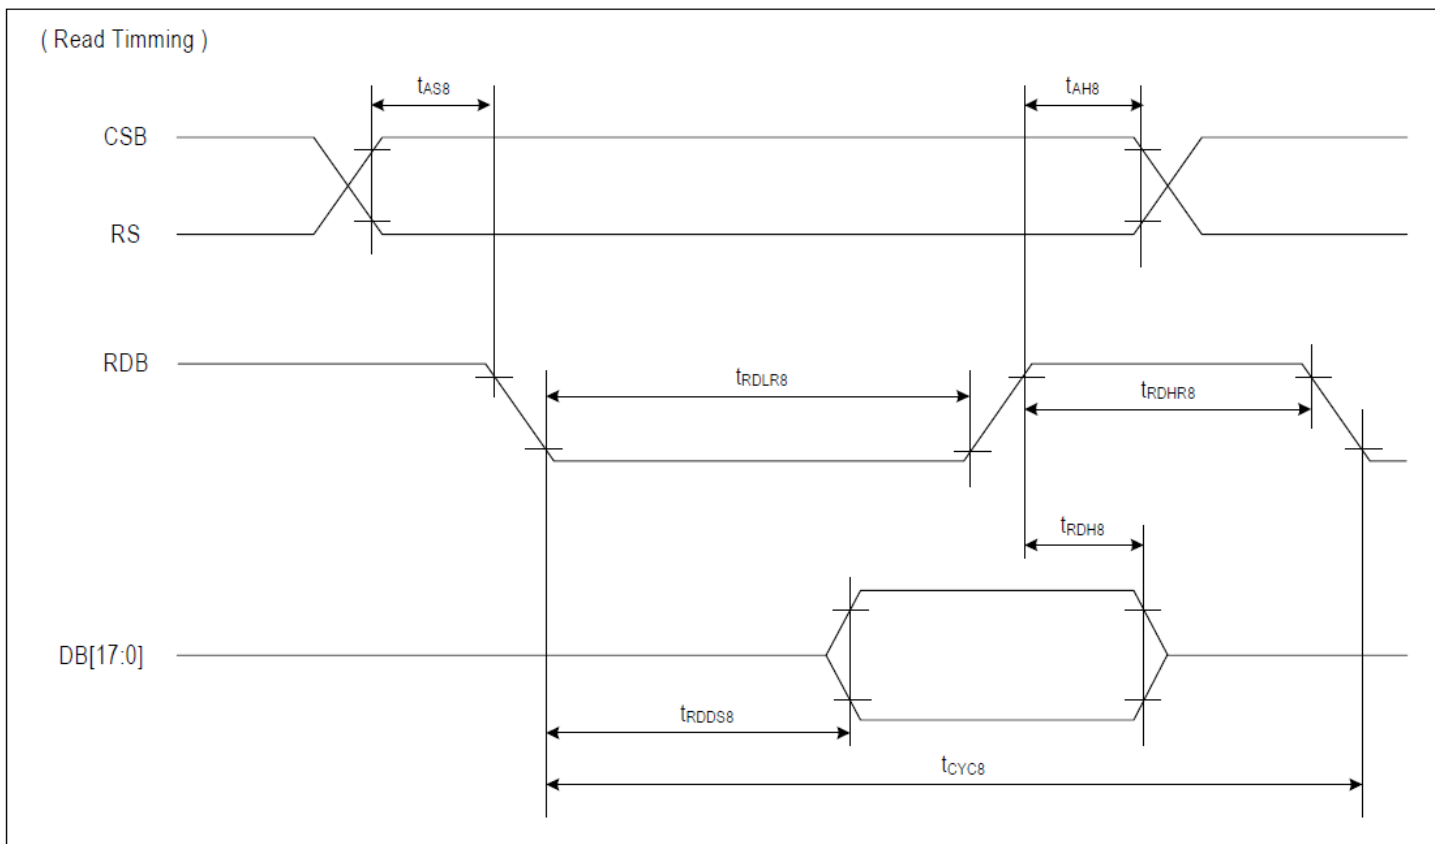 ( Read Timming )
tAS8
tAH8
CSB
RS
RDB
tRDLR8
tRDHR8
tRDH8
DB[17:0]
tRDDS8
tCYC8